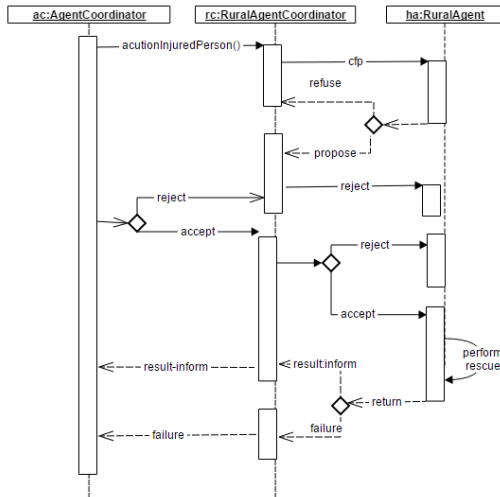 ac:AgentCoordinator
rc:RuralAgentCoordinator
ha:RuralAgent
acutionInjuredPerson()
cfp
refuse
propose
reject
reject
accept
reject
accept
perform
rescue
result-inform
result:inform
return
failure
failure